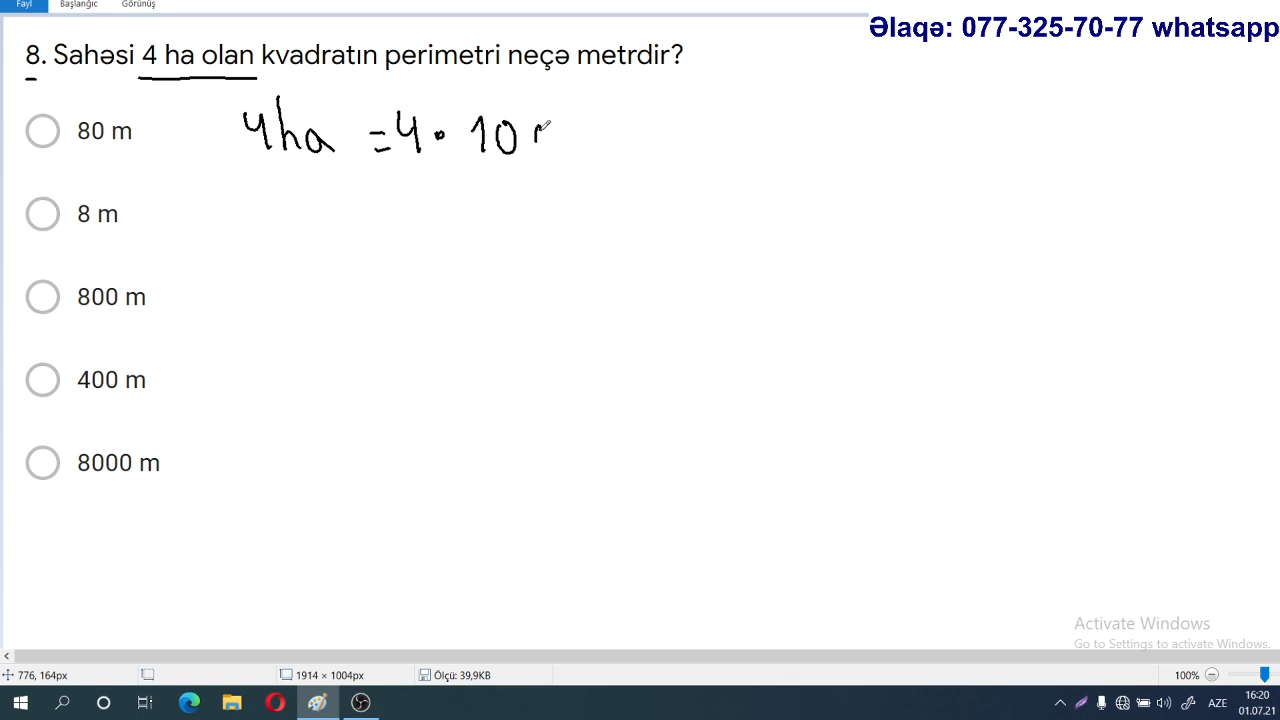 Fayl Başlanğıc Görünüş
Əlaqə: 077-325-70-77 whatsapp
8. Sahəsi 4 ha olan kvadratın perimetri neçə metrdir?
4ha = 4 • 10
80 m
8 m
800 m
400 m
8000 m
Activate Windows
Go to Settings to activate Windows.
776, 164px 1914 × 1004px Ölçü: 39,9KB 100%
AZE 16:20
01.07.21